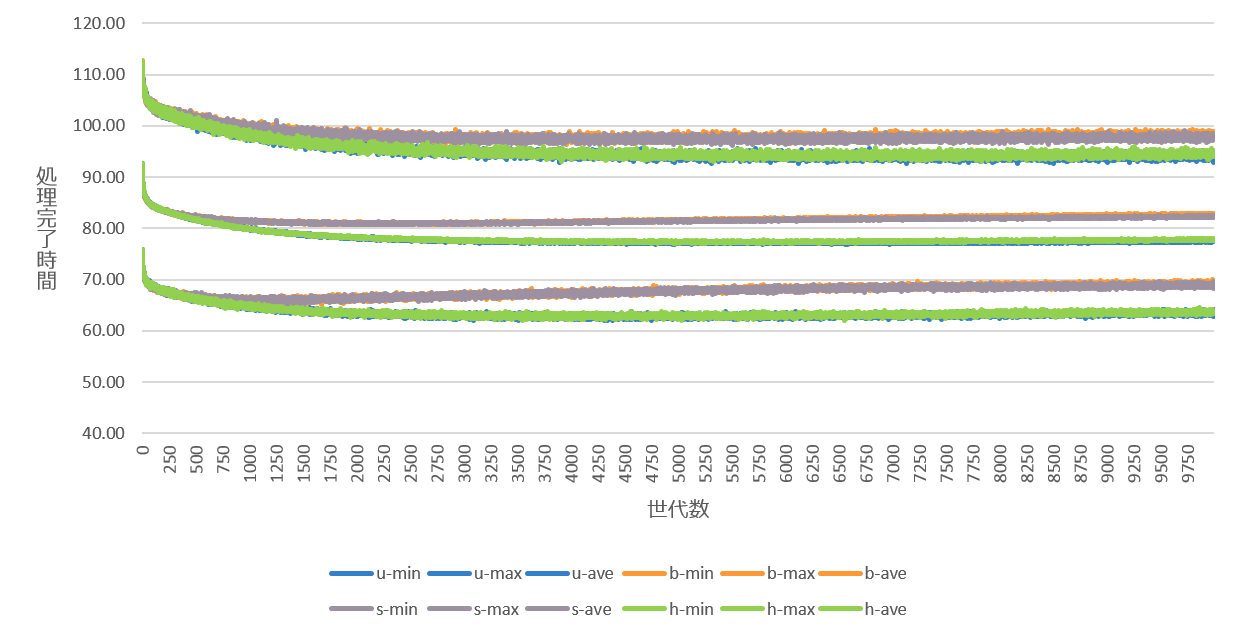 120.00
110.00
100.00
90.00
80.00
70.00
60.00
50.00
40.00
処理完了時間
0 250 500 750 1000 1250 1500 1750 2000 2250 2500 2750 3000 3250 3500 3750 4000 4250 4500 4750 5000 5250 5500 5750 6000 6250 6500 6750 7000 7250 7500 7750 8000 8250 8500 8750 9000 9250 9500 9750
世代数
u-min u-max u-ave b-min b-max b-ave
s-min s-max s-ave h-min h-max h-ave